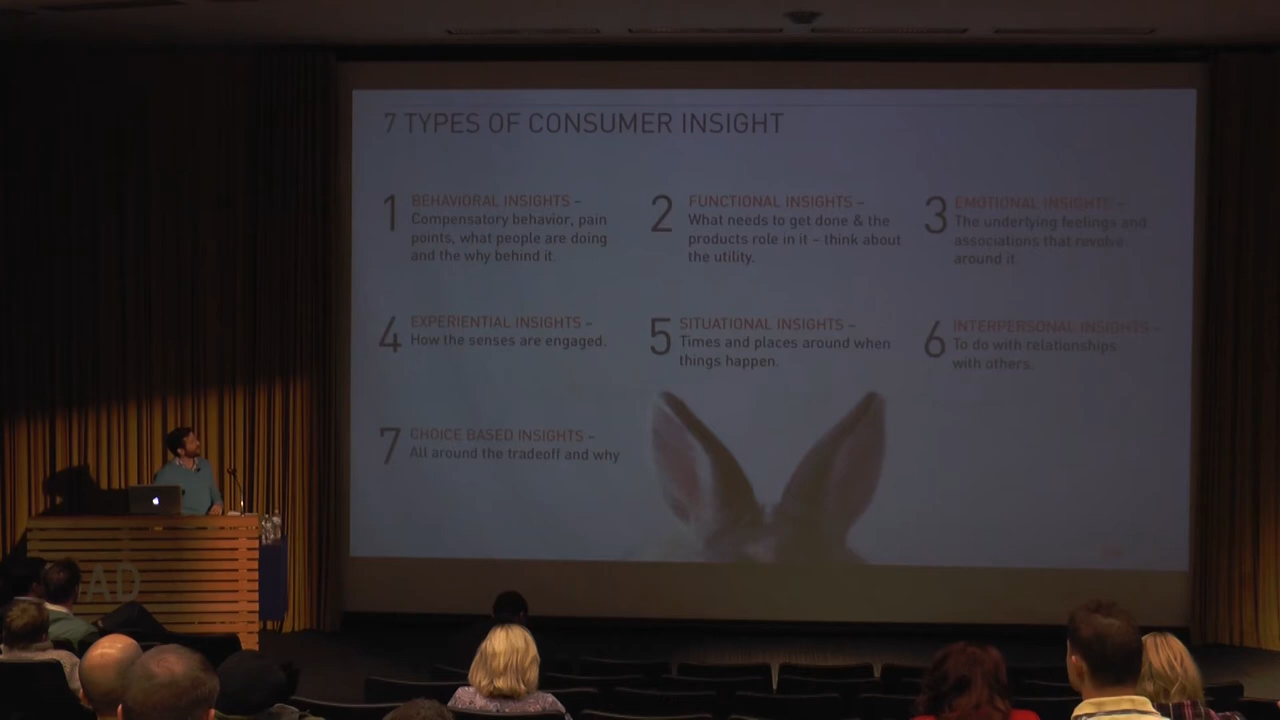 7 TYPES OF CONSUMER INSIGHT
1 BEHAVIORAL INSIGHTS –
Compensatory behavior, pain
points, what people are doing
and the why behind it.
2 FUNCTIONAL INSIGHTS –
What needs to get done & the
products role in it – think about
the utility.
3 EMOTIONAL INSIGHTS –
The underlying feelings and
associations that revolve
around it.
4 EXPERIENTIAL INSIGHTS –
How the senses are engaged.
5 SITUATIONAL INSIGHTS –
Times and places around when
things happen.
6 INTERPERSONAL INSIGHTS –
To do with relationships
with others.
7 CHOICE BASED INSIGHTS –
All around the tradeoff and why
AD